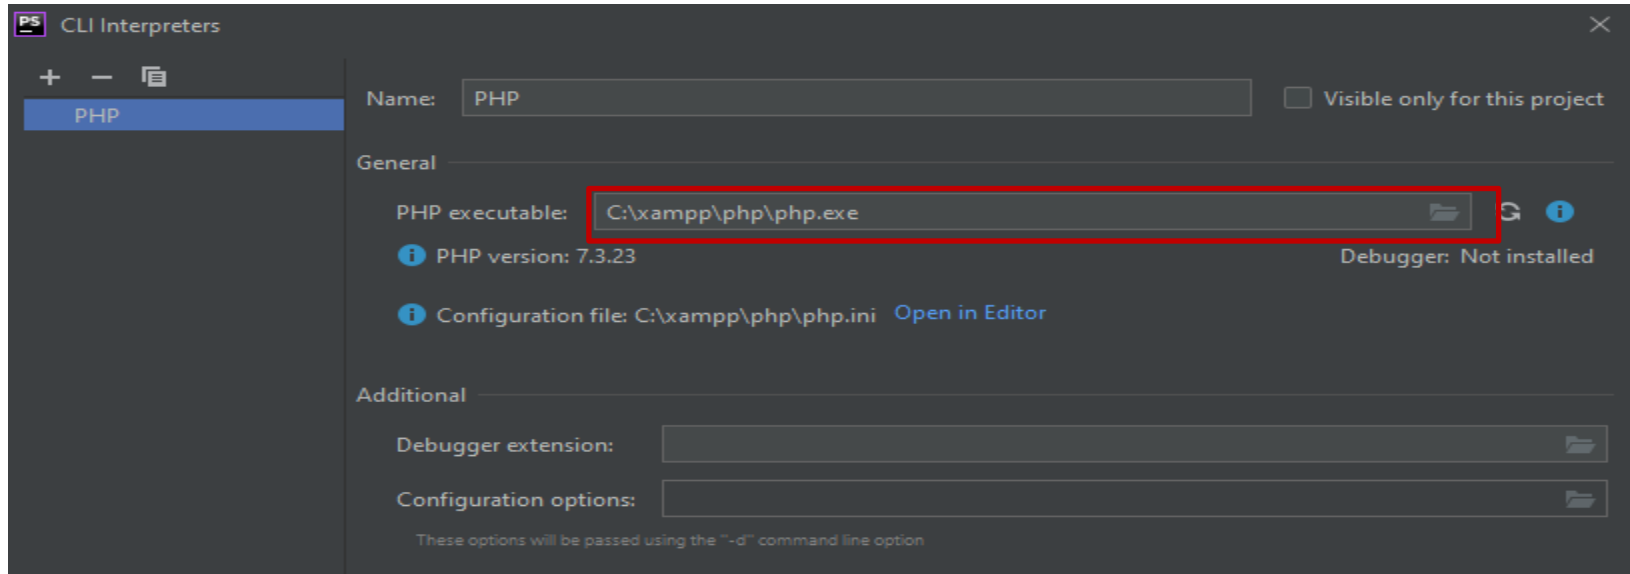 PS CLI Interpreters
PHP
Name: PHP Visible only for this project
General
PHP executable: C:\xampp\php\php.exe
PHP version: 7.3.23 Debugger: Not installed
Configuration file: C:\xampp\php\php.ini Open in Editor
Additional
Debugger extension:
Configuration options:
These options will be passed using the "-d" command line option